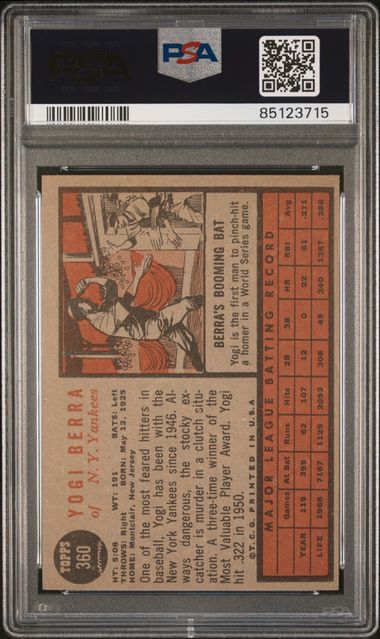 PSA
85123715
TOPPS
360
YOGI BERRA
of N. Y. Yankees
HT: 5:08 WT: 191 BATS: Left
THROWS: Right BORN: May 12, 1925
HOME: Montclair, New Jersey
One of the most feared hitters in
baseball, Yogi has been with the
New York Yankees since 1946. Al-
ways dangerous, the stocky ex-
catcher is murder in a clutch situ-
ation. A three-time winner of the
Most Valuable Player Award. Yogi
hit .322 in 1950.
©T.C.G. PRINTED IN U.S.A.
BERRA'S BOOMING BAT
Yogi is the first man to pinch-hit
a homer in a World Series game.
MAJOR LEAGUE BATTING RECORD
Games At Bat Runs Hits 2B 3B HR RBI Avg.
YEAR 119 395 62 107 12 0 22 61 .271
LIFE 1966 7167 1129 2053 308 49 340 1387 .286